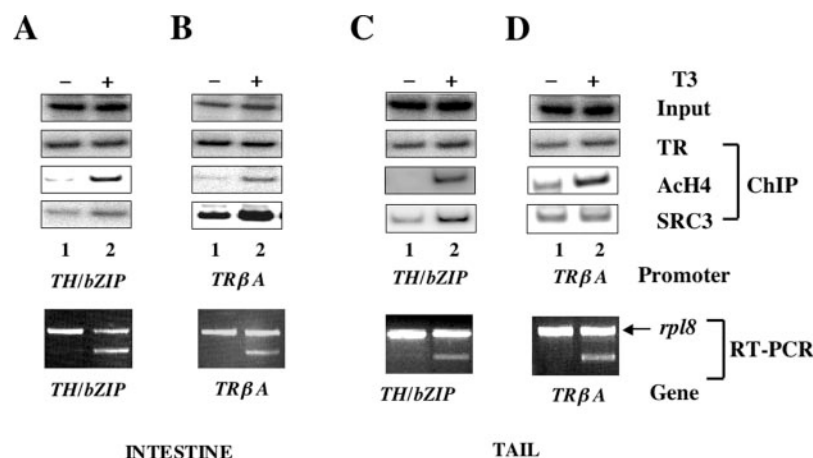 A B C D
− + − + − + − + T3
Input
TR
AcH4 ChIP
SRC3
1 2 1 2 1 2 1 2
TH/bZIP TRβA TH/bZIP TRβA Promoter
← rpl8
RT-PCR
TH/bZIP TRβA TH/bZIP TRβA Gene
INTESTINE TAIL